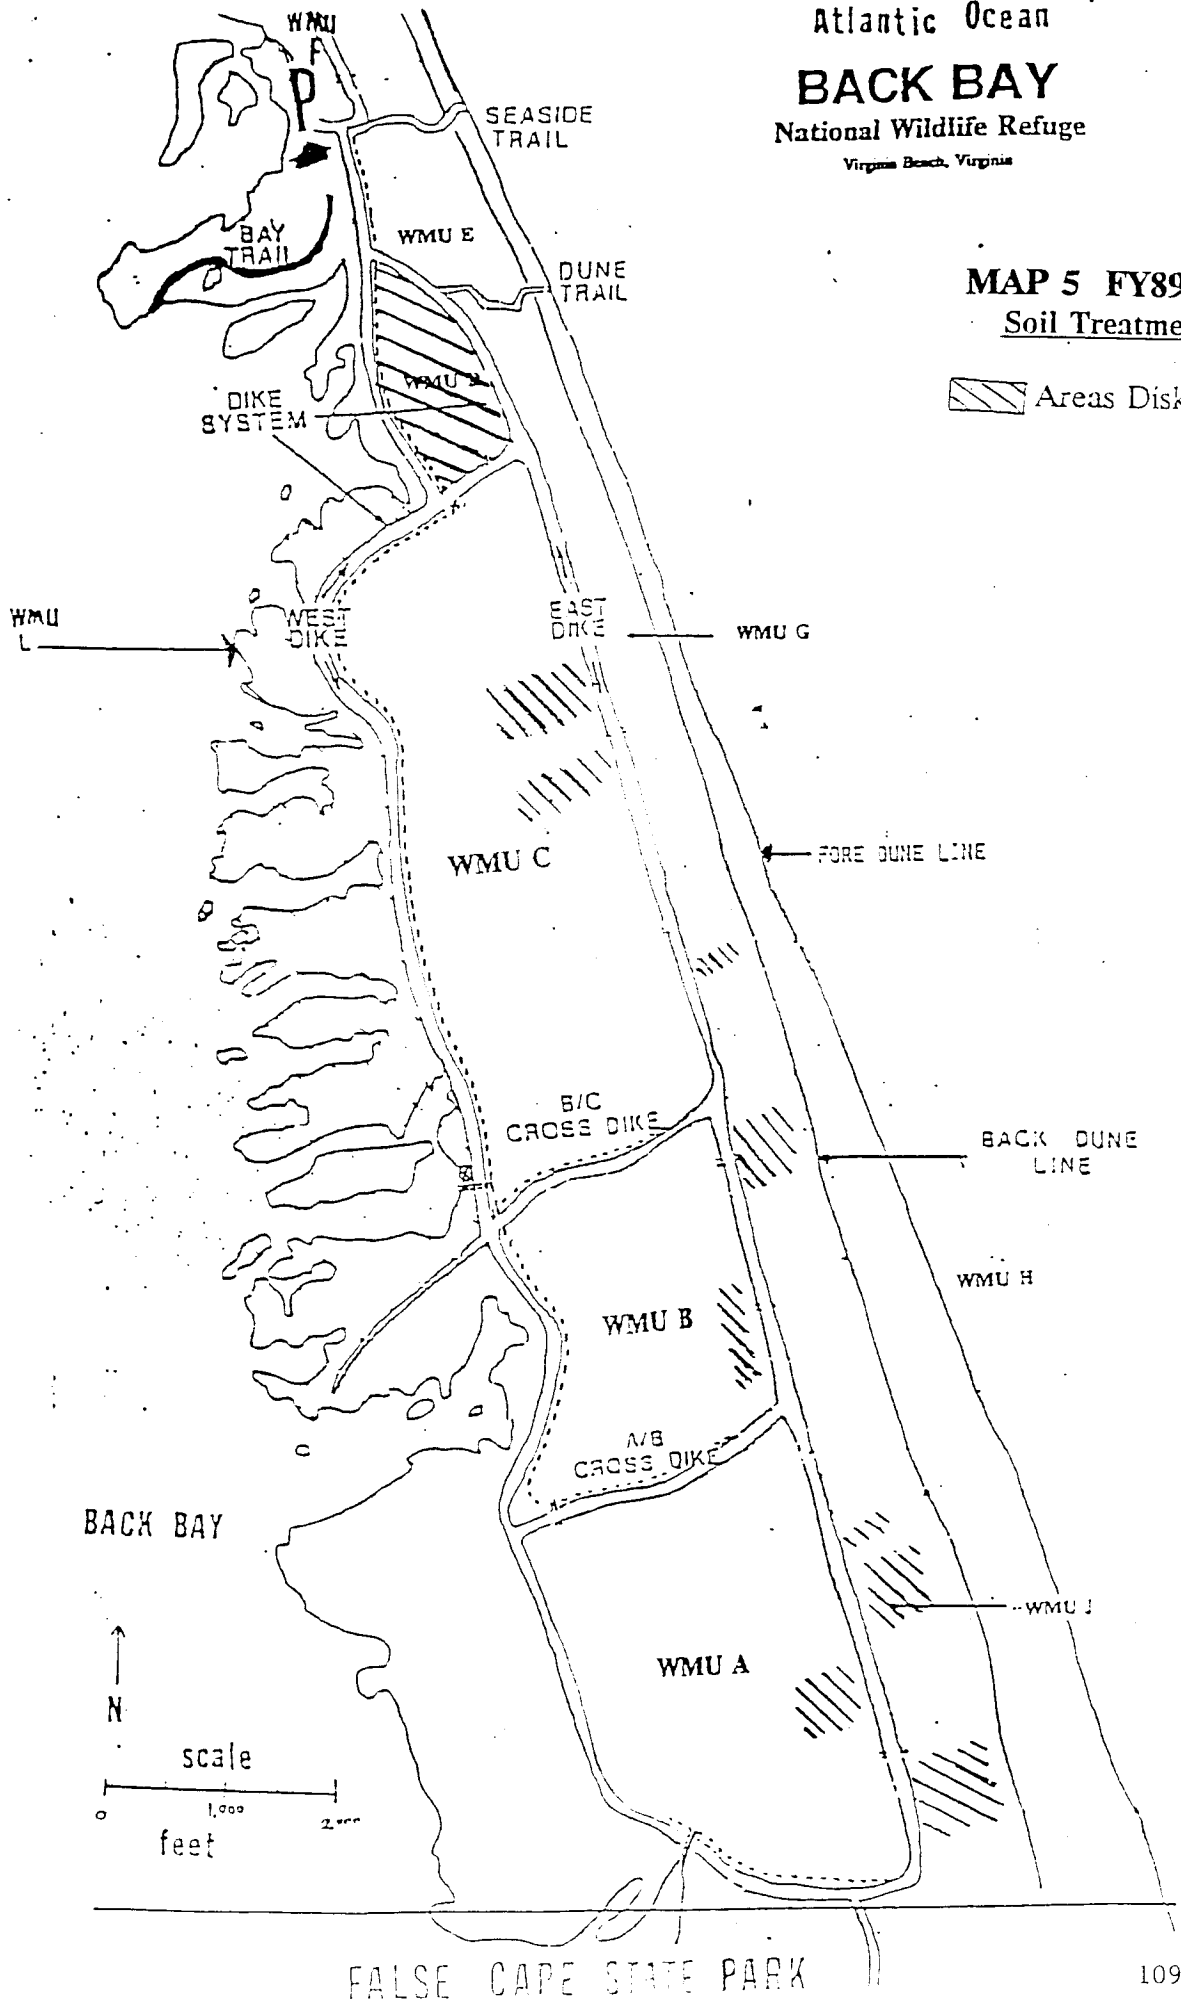 Atlantic Ocean
BACK BAY
National Wildlife Refuge
Virginia Beach, Virginia
MAP 5 FY89
Soil Treatme
Areas Disk
WMU
F
P
SEASIDE
TRAIL
BAY
TRAIL
WMU E
DUNE
TRAIL
WMU
DIKE
SYSTEM
WMU
L
WEST
DIKE
EAST
DIKE
WMU G
WMU C
FORE DUNE LINE
B/C
CROSS DIKE
BACK DUNE
LINE
WMU H
WMU B
A/B
CROSS DIKE
BACK BAY
WMU J
WMU A
N
scale
0 1,000
feet
FALSE CAPE STATE PARK
109